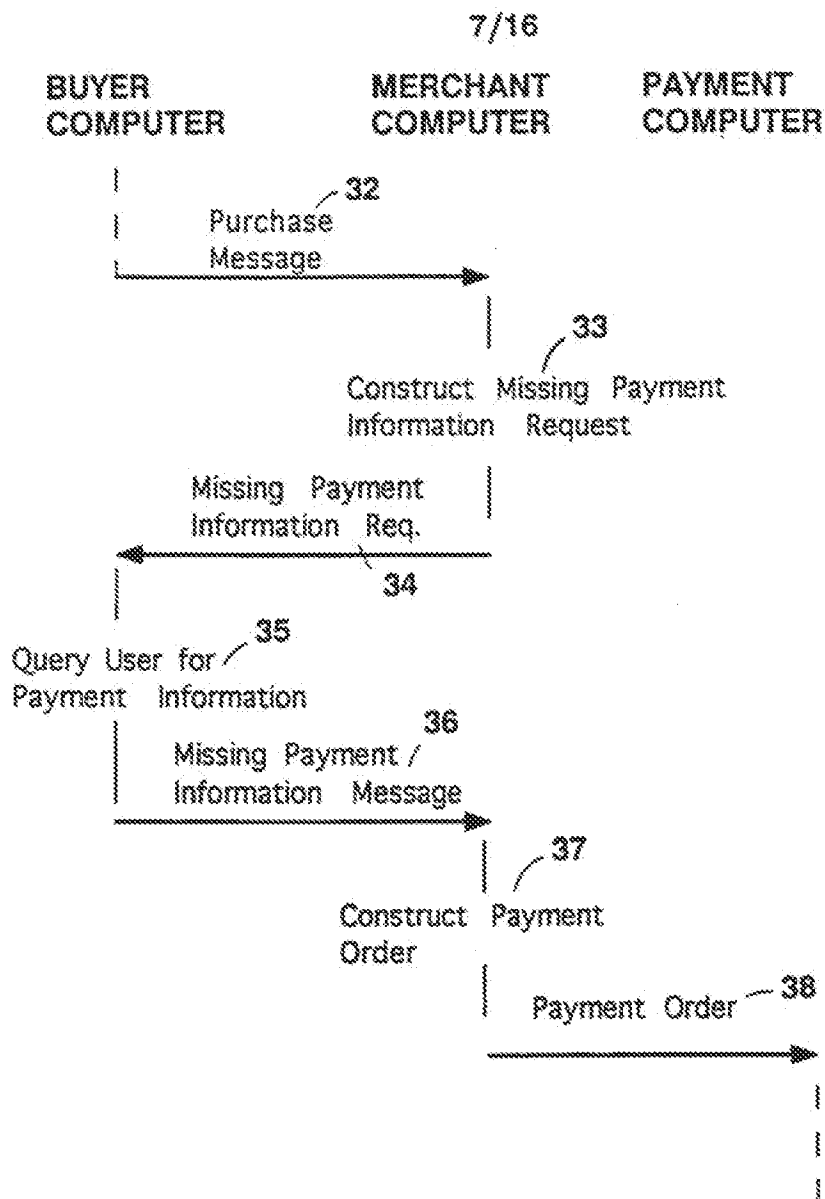 7/16
BUYER
COMPUTER
MERCHANT
COMPUTER
PAYMENT
COMPUTER
32
Purchase
Message
33
Construct Missing Payment
Information Request
Missing Payment
Information Req.
34
35
Query User for
Payment Information
36
Missing Payment
Information Message
37
Construct Payment
Order
Payment Order
38